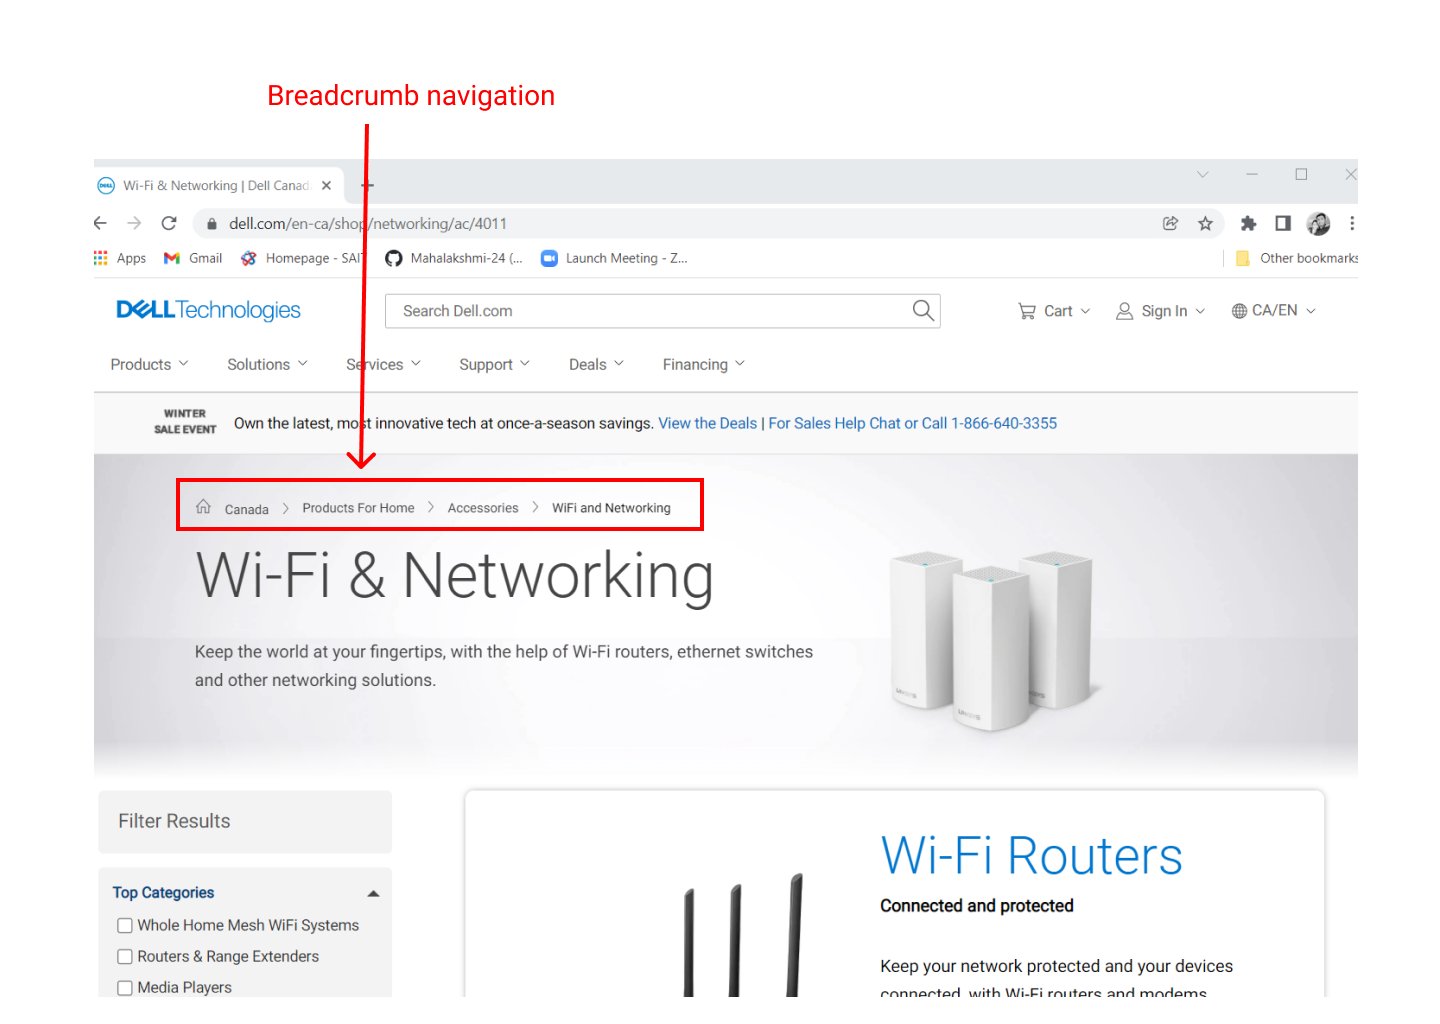 Breadcrumb navigation
Wi-Fi & Networking | Dell Canad
dell.com/en-ca/shop/networking/ac/4011
Apps Gmail Homepage - SAIT Mahalakshmi-24 (... Launch Meeting - Z... Other bookmarks
DELL Technologies Search Dell.com Cart Sign In CA/EN
Products Solutions Services Support Deals Financing
WINTER
SALE EVENT
Own the latest, most innovative tech at once-a-season savings. View the Deals | For Sales Help Chat or Call 1-866-640-3355
Canada > Products For Home > Accessories > WiFi and Networking
Wi-Fi & Networking
Keep the world at your fingertips, with the help of Wi-Fi routers, ethernet switches
and other networking solutions.
LINKSYS
LINKSYS
Filter Results
Top Categories
Whole Home Mesh WiFi Systems
Routers & Range Extenders
Media Players
Wi-Fi Routers
Connected and protected
Keep your network protected and your devices
connected, with Wi-Fi routers and modems